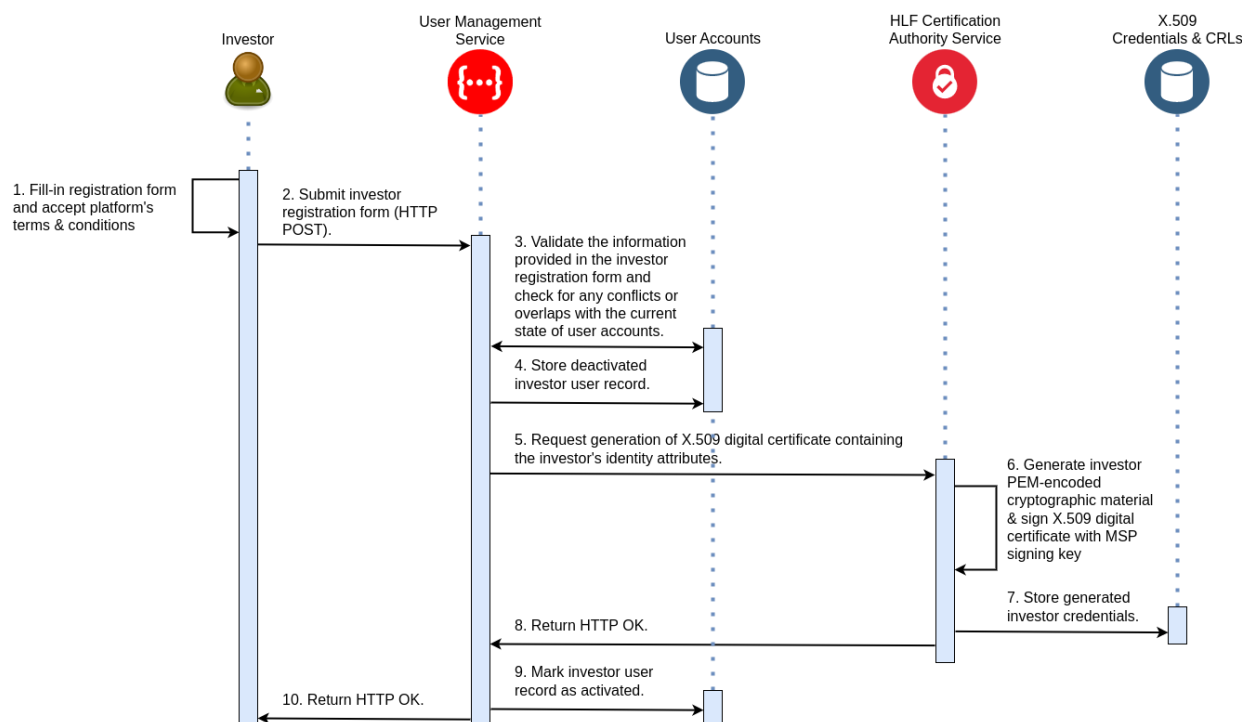 Investor
User Management
Service
User Accounts
HLF Certification
Authority Service
X.509
Credentials & CRLs
{•••}
1. Fill-in registration form
and accept platform's
terms & conditions
2. Submit investor
registration form (HTTP
POST).
3. Validate the information
provided in the investor
registration form and
check for any conflicts or
overlaps with the current
state of user accounts.
4. Store deactivated
investor user record.
5. Request generation of X.509 digital certificate containing
the investor's identity attributes.
6. Generate investor
PEM-encoded
cryptographic material
& sign X.509 digital
certificate with MSP
signing key
7. Store generated
investor credentials.
8. Return HTTP OK.
9. Mark investor user
record as activated.
10. Return HTTP OK.